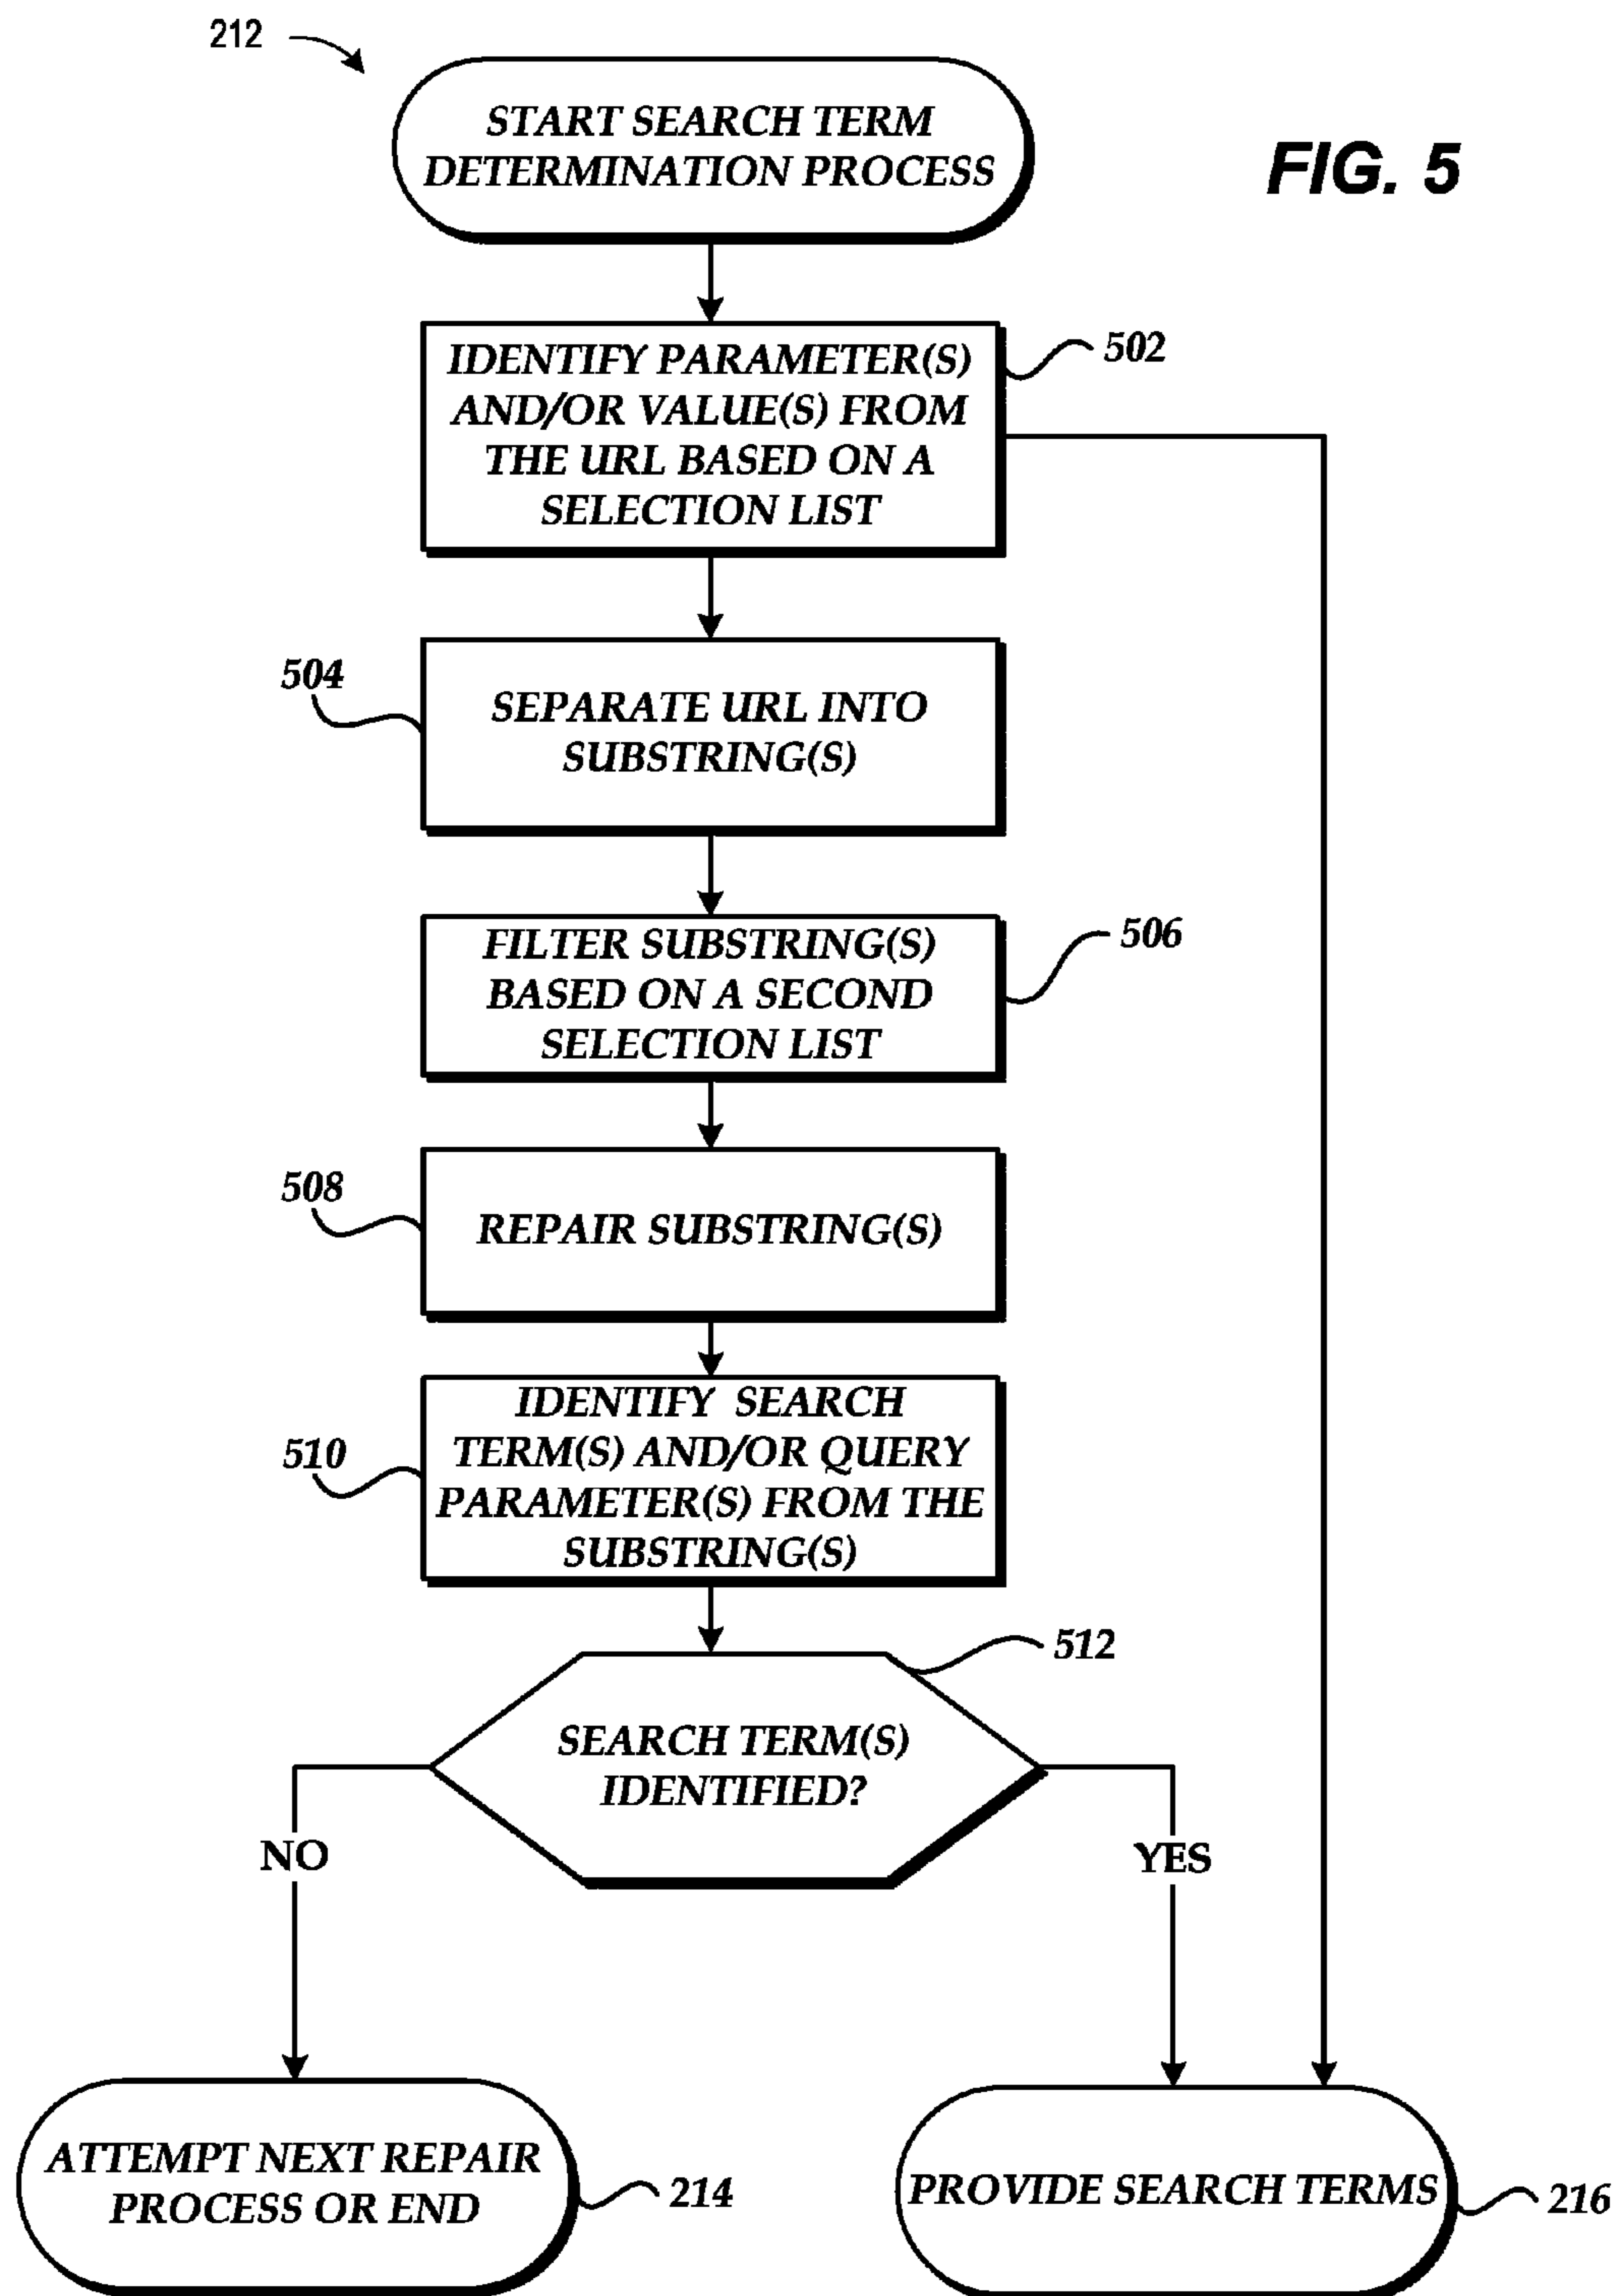 212
START SEARCH TERM
DETERMINATION PROCESS
FIG. 5
IDENTIFY PARAMETER(S)
AND/OR VALUE(S) FROM
THE URL BASED ON A
SELECTION LIST
502
504
SEPARATE URL INTO
SUBSTRING(S)
FILTER SUBSTRING(S)
BASED ON A SECOND
SELECTION LIST
506
508
REPAIR SUBSTRING(S)
510
IDENTIFY SEARCH
TERM(S) AND/OR QUERY
PARAMETER(S) FROM THE
SUBSTRING(S)
512
SEARCH TERM(S)
IDENTIFIED?
NO
YES
ATTEMPT NEXT REPAIR
PROCESS OR END
214
PROVIDE SEARCH TERMS
216